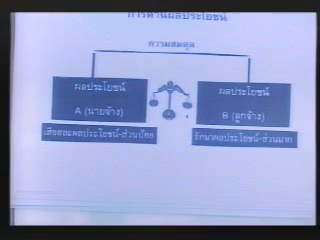 การคานผลประโยชน์
ความสมดุล
ผลประโยชน์
A (นายจ้าง)
ผลประโยชน์
B (ลูกจ้าง)
เสียสละผลประโยชน์-ส่วนน้อย
รักษาผลประโยชน์-ส่วนมาก